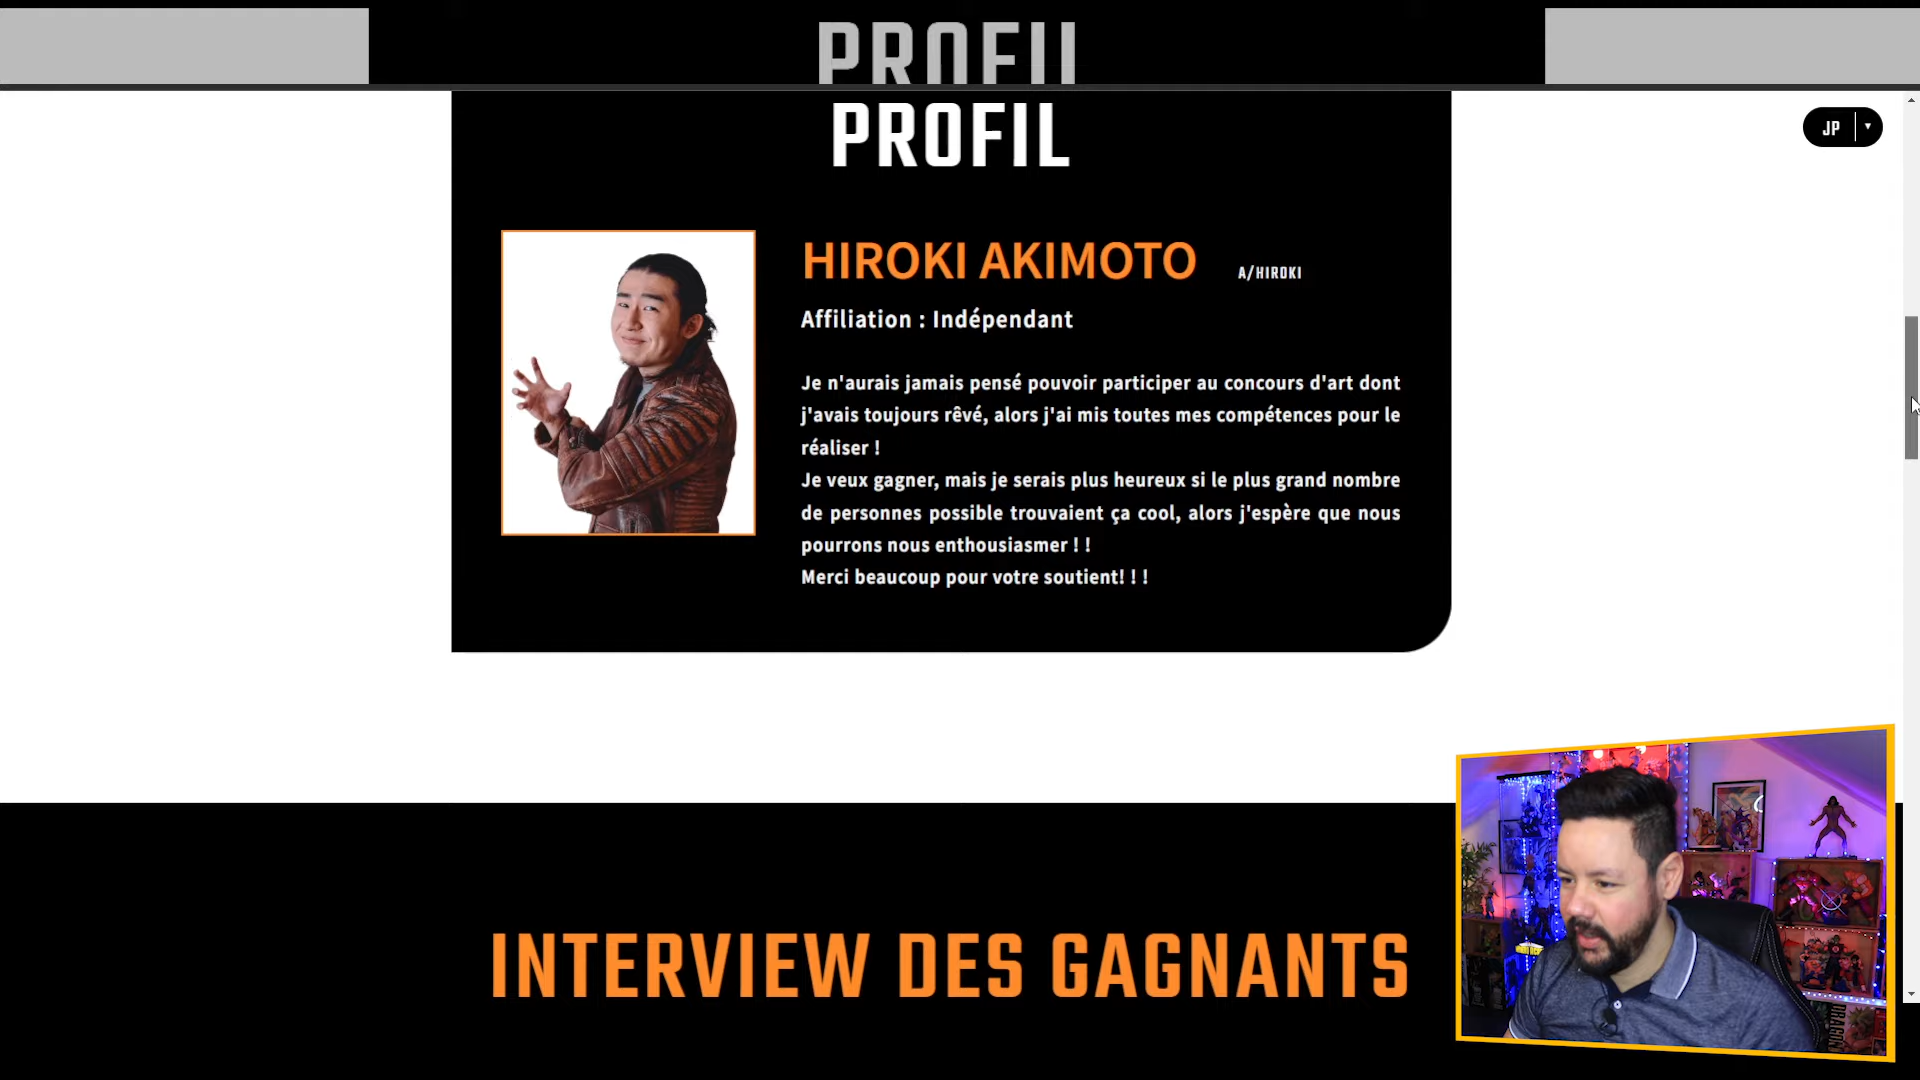 PROFIL
PROFIL
JP
HIROKI AKIMOTO
A/HIROKI
Affiliation : Indépendant
Je n'aurais jamais pensé pouvoir participer au concours d'art dont
j'avais toujours rêvé, alors j'ai mis toutes mes compétences pour le
réaliser !
Je veux gagner, mais je serais plus heureux si le plus grand nombre
de personnes possible trouvaient ça cool, alors j'espère que nous
pourrons nous enthousiasmer ! !
Merci beaucoup pour votre soutient! ! !
INTERVIEW DES GAGNANTS